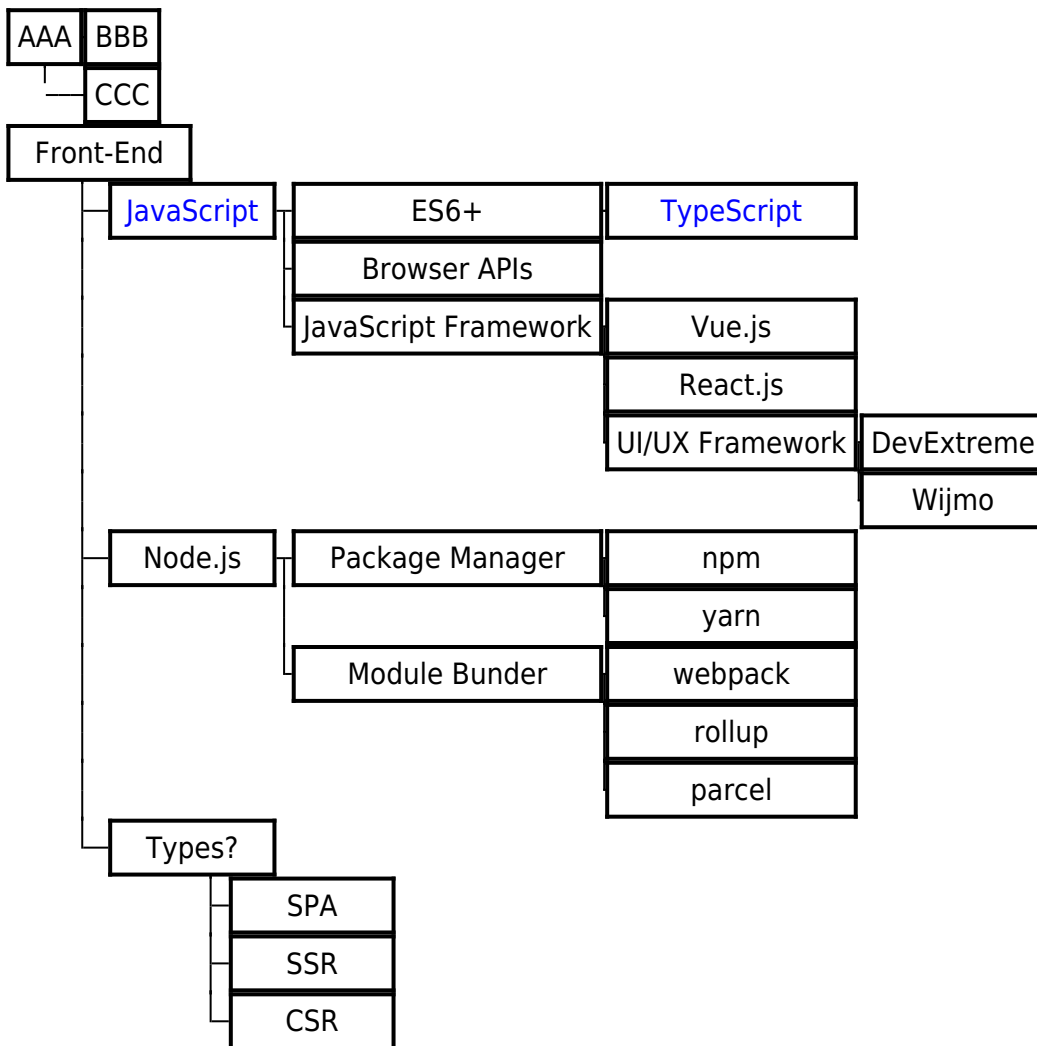 AAA BBB
CCC
Front-End
JavaScript ES6+ TypeScript
Browser APIs
JavaScript Framework Vue.js
React.js
UI/UX Framework DevExtreme
Wijmo
Node.js Package Manager npm
yarn
Module Bunder webpack
rollup
parcel
Types?
SPA
SSR
CSR